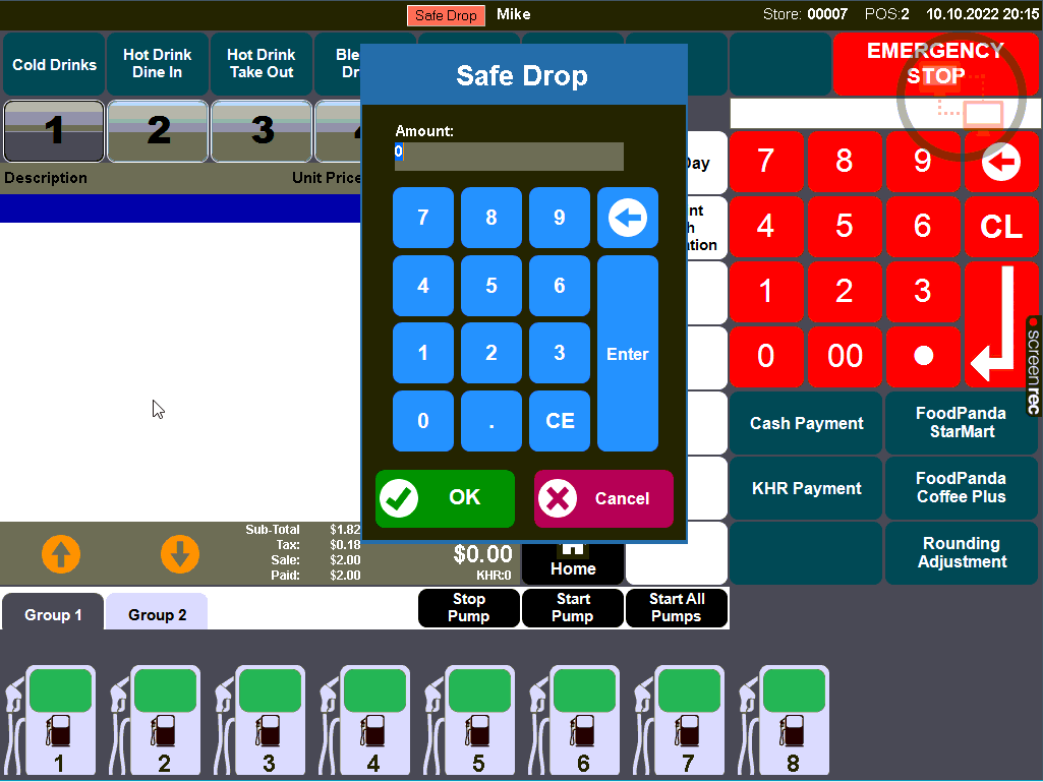 Safe Drop Mike Store: 00007 POS:2 10.10.2022 20:15
Cold Drinks
Hot Drink
Dine In
Hot Drink
Take Out
Ble
Dr
EMERGENCY
STOP
Safe Drop
1 2 3
Amount:
0
Description Unit Price
ay
nt
h
tion
7 8 9
4 5 6
1 2 3 Enter
0 . CE
OK Cancel
7 8 9
4 5 6 CL
1 2 3
0 00
screenrec
Cash Payment
FoodPanda
StarMart
KHR Payment
FoodPanda
Coffee Plus
Rounding
Adjustment
Sub-Total $1.82
Tax: $0.18
Sale: $2.00
Paid: $2.00
$0.00
KHR:0
Home
Group 1 Group 2
Stop
Pump
Start
Pump
Start All
Pumps
1 2 3 4 5 6 7 8